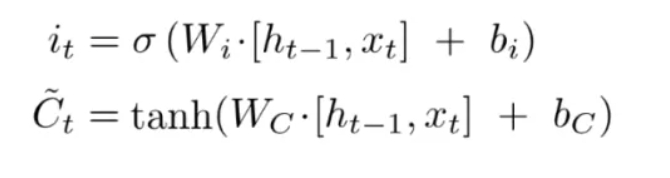 i_t = σ (W_i·[h_{t−1}, x_t] + b_i)
C̃_t = tanh(W_C·[h_{t−1}, x_t] + b_C)